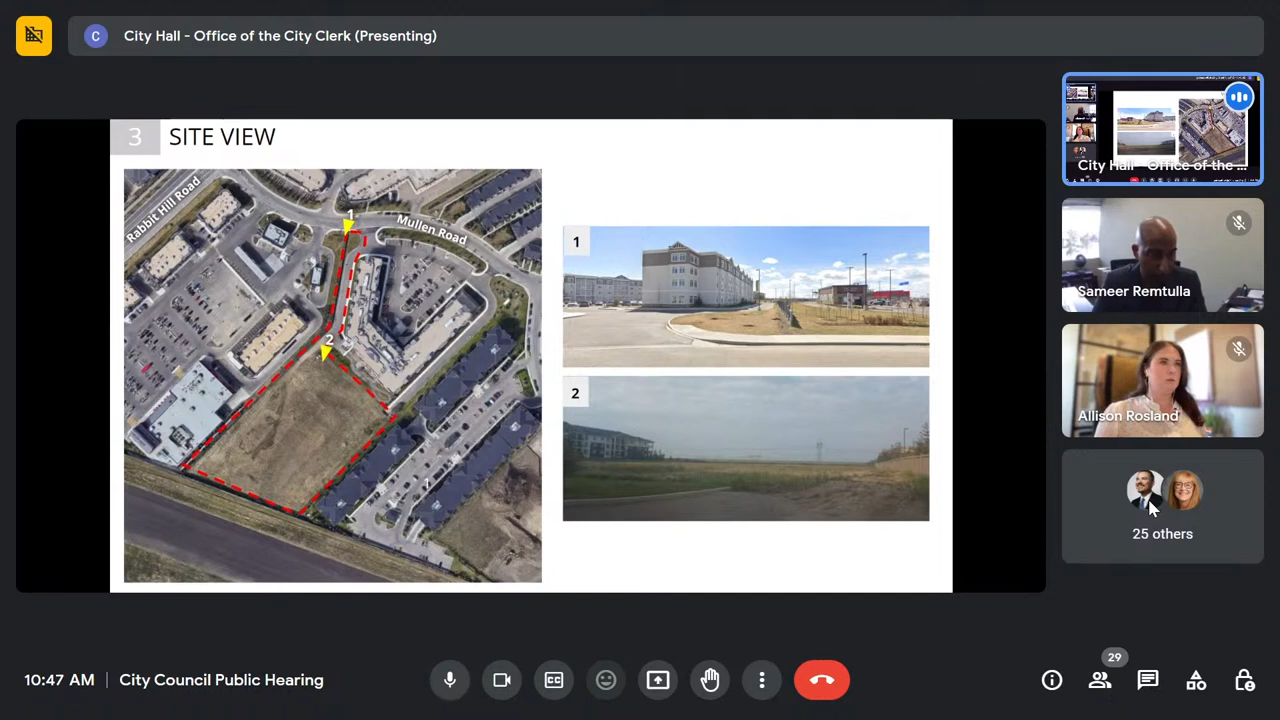 C City Hall - Office of the City Clerk (Presenting)
3 SITE VIEW
Rabbit Hill Road
Mullen Road
1
2
1
2
City Hall - Office of the ...
Sameer Remtulla
Allison Rosland
25 others
10:47 AM City Council Public Hearing
CC
29